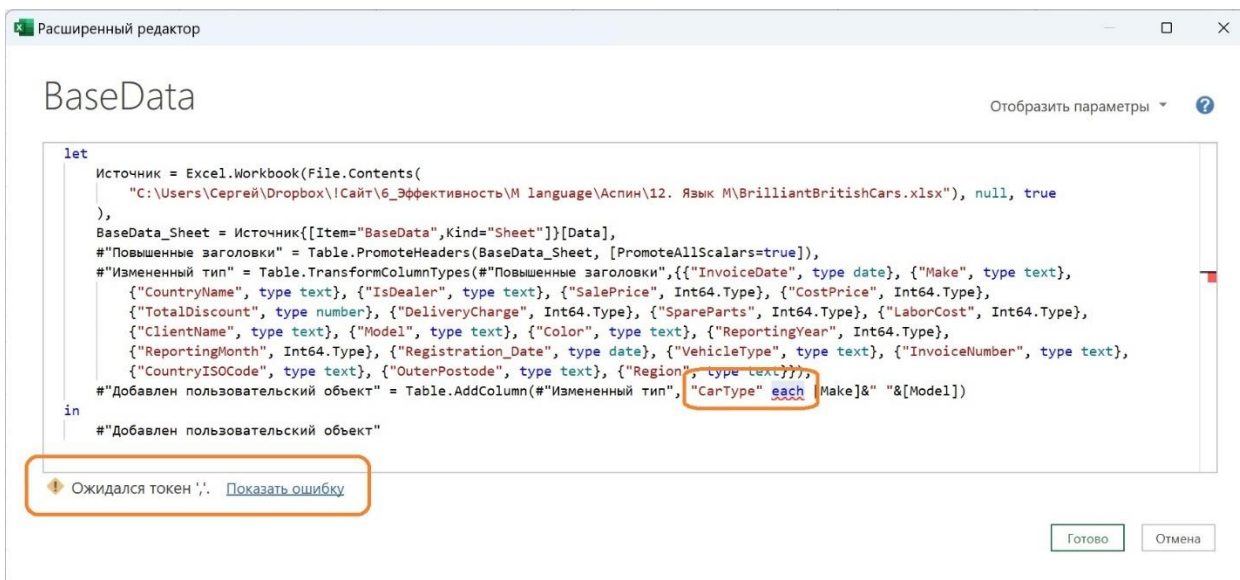 Расширенный редактор
BaseData
Отобразить параметры
let
Источник = Excel.Workbook(File.Contents(
"C:\Users\Сергей\Dropbox\!Сайт\6_Эффективность\M language\Аспин\12. Язык М\BrilliantBritishCars.xlsx"), null, true
),
BaseData_Sheet = Источник{[Item="BaseData",Kind="Sheet"]}[Data],
#"Повышенные заголовки" = Table.PromoteHeaders(BaseData_Sheet, [PromoteAllScalars=true]),
#"Измененный тип" = Table.TransformColumnTypes(#"Повышенные заголовки",{{"InvoiceDate", type date}, {"Make", type text},
{"CountryName", type text}, {"IsDealer", type text}, {"SalePrice", Int64.Type}, {"CostPrice", Int64.Type},
{"TotalDiscount", type number}, {"DeliveryCharge", Int64.Type}, {"SpareParts", Int64.Type}, {"LaborCost", Int64.Type},
{"ClientName", type text}, {"Model", type text}, {"Color", type text}, {"ReportingYear", Int64.Type},
{"ReportingMonth", Int64.Type}, {"Registration_Date", type date}, {"VehicleType", type text}, {"InvoiceNumber", type text},
{"CountryISOCode", type text}, {"OuterPostode", type text}, {"Region", type text}}),
#"Добавлен пользовательский объект" = Table.AddColumn(#"Измененный тип", "CarType" each [Make]&" "&[Model])
in
#"Добавлен пользовательский объект"
Ожидался токен ','. Показать ошибку
Готово Отмена